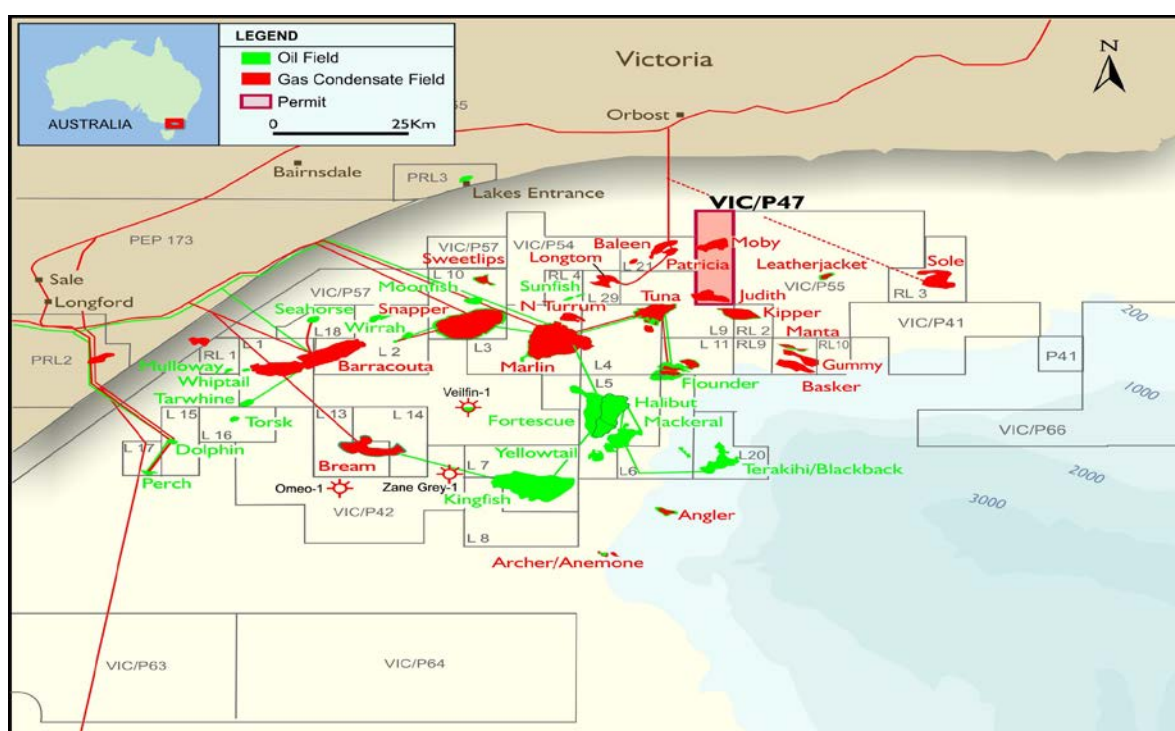 LEGEND
Oil Field
Gas Condensate Field
Permit
0 25Km
AUSTRALIA
55
Victoria
N
Orbost
Bairnsdale
PRL3
Lakes Entrance
VIC/P47
PEP 173
VIC/P57
VIC/P54
Baleen
Moby
Sweetlips
Longtom
L 21
Patricia
Leatherjacket
Sole
Sale
L 10
RL 4
VIC/P55
Longford
VIC/P57
Moonfish
Sunfish
L 29
Judith
RL 3
Seahorse
Snapper
N Turrum
Tuna
Kipper
200
L18
Wirrah
L9
RL 2
Manta
VIC/P41
PRL2
RL 1
L 1
L 2
L3
L 11
RL9
RL10
Mulloway
Barracouta
Marlin
L4
Gummy
P41
Whiptail
Flounder
Basker
1000
Tarwhine
Veilfin-1
L5
Halibut
L 15
L 13
L 14
Fortescue
Mackeral
Torsk
L 16
VIC/P66
L 17
Dolphin
Yellowtail
L20
Bream
L 7
L6
Terakihi/Blackback
2000
Perch
Omeo-1
Zane Grey-1
Kingfish
3000
VIC/P42
Angler
L 8
Archer/Anemone
VIC/P63
VIC/P64